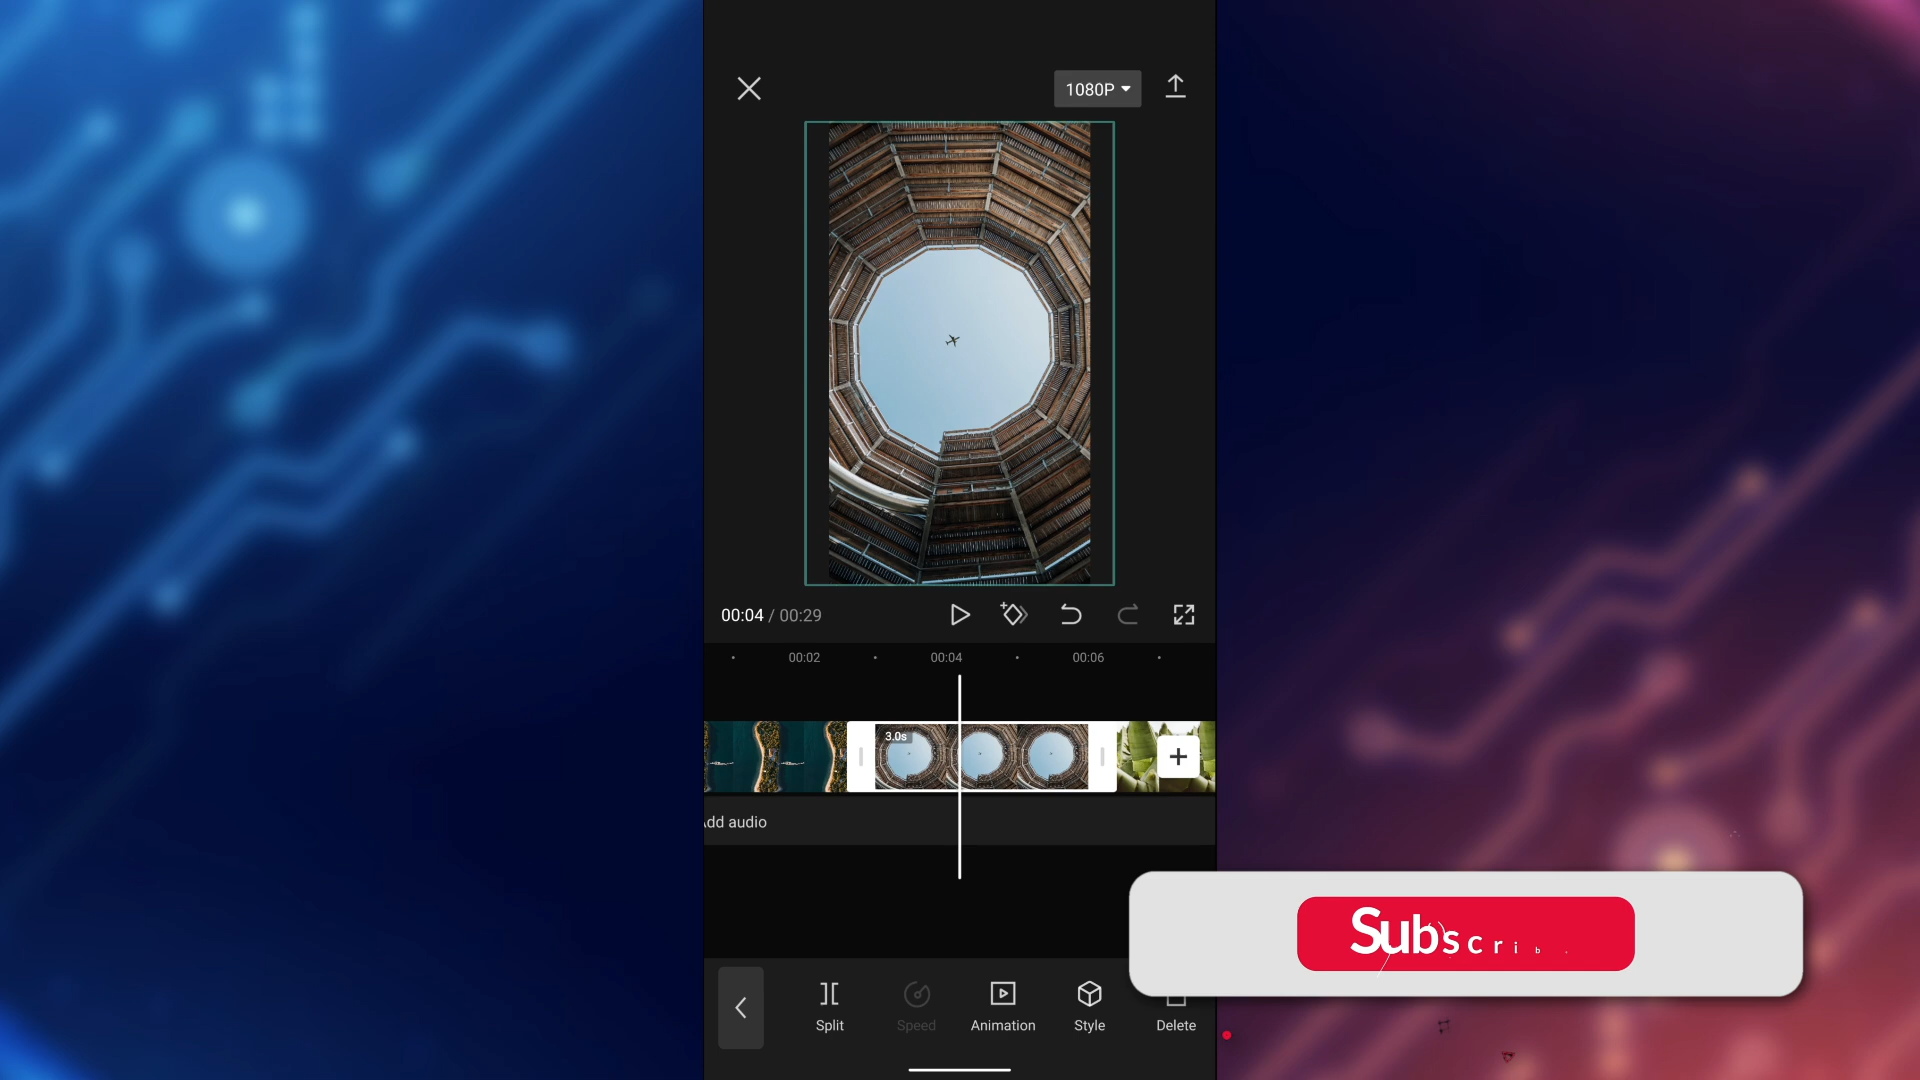 1080P
00:04 / 00:29
00:02 00:04 00:06
3.0s
dd audio
Subscrib
Split Speed Animation Style Delete